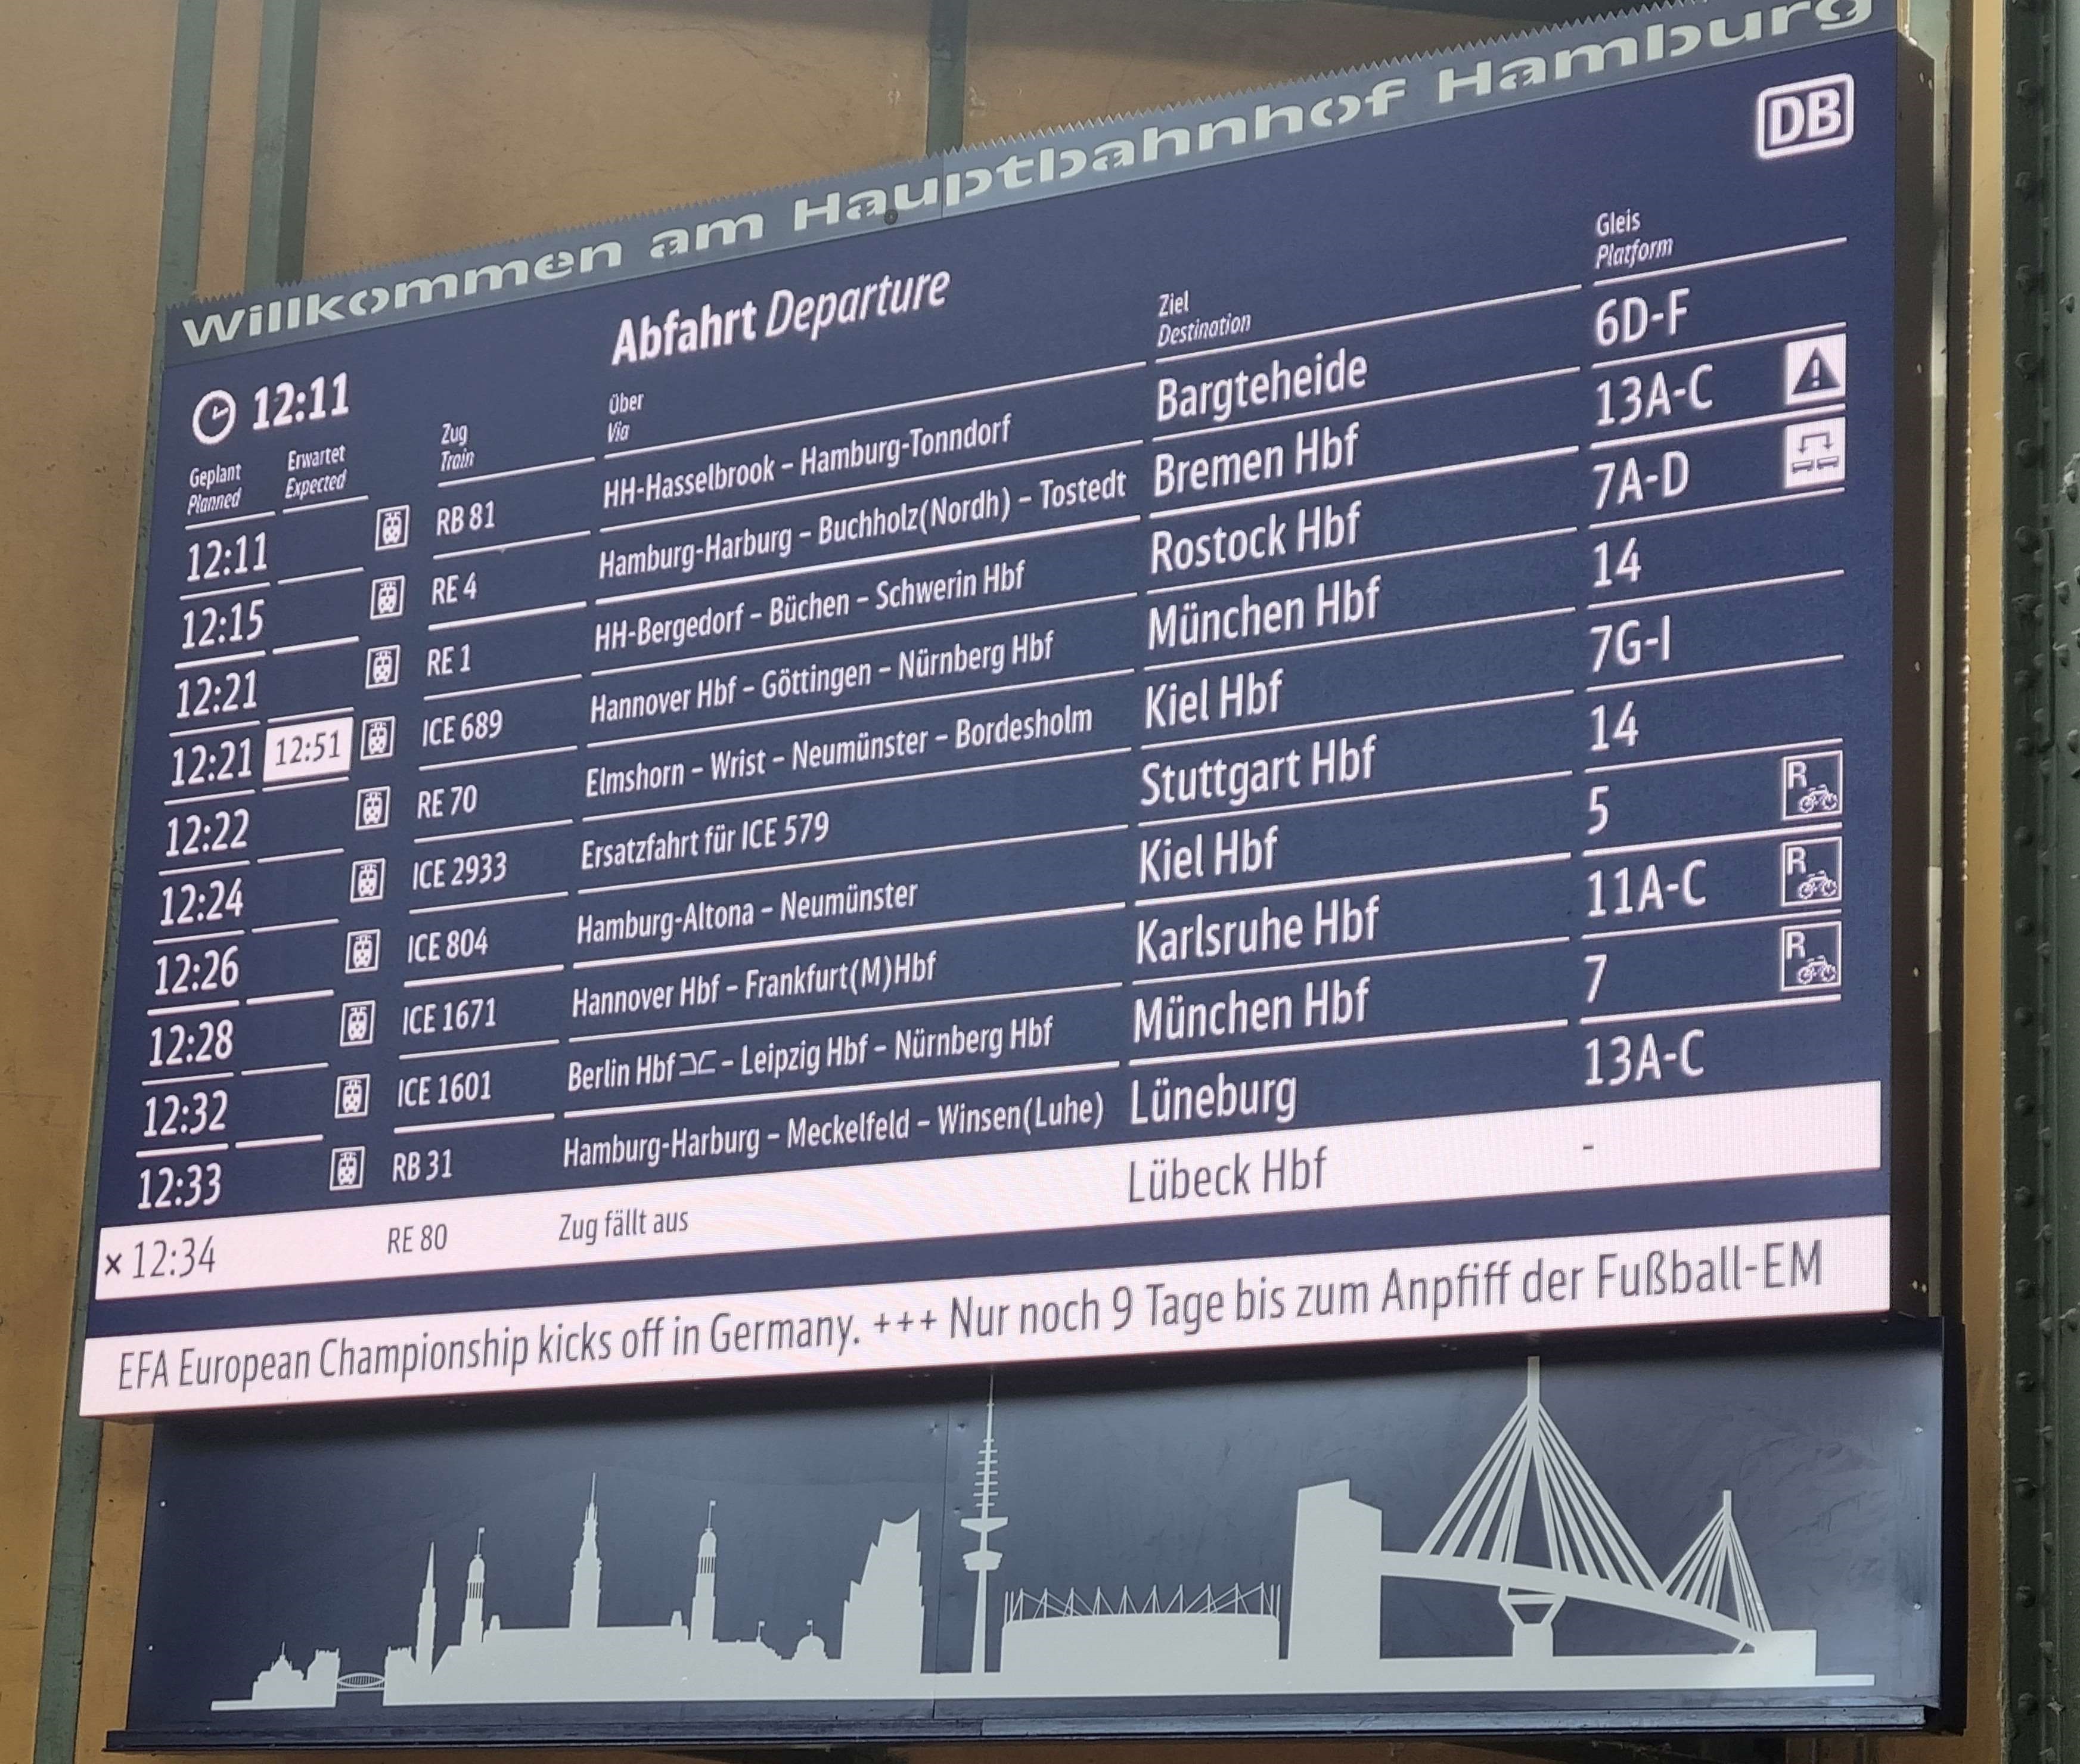 Willkommen am Hauptbahnhof Hamburg
DB
12:11 Abfahrt Departure
Geplant Erwartet Zug Über Ziel Gleis
Planned Expected Train Via Destination Platform
12:11 RB 81 HH-Hasselbrook – Hamburg-Tonndorf Bargteheide 6D-F
12:15 RE 4 Hamburg-Harburg – Buchholz(Nordh) – Tostedt Bremen Hbf 13A-C
12:21 RE 1 HH-Bergedorf – Büchen – Schwerin Hbf Rostock Hbf 7A-D
12:21 12:51 ICE 689 Hannover Hbf – Göttingen – Nürnberg Hbf München Hbf 14
12:22 RE 70 Elmshorn – Wrist – Neumünster – Bordesholm Kiel Hbf 7G-I
12:24 ICE 2933 Ersatzfahrt für ICE 579 Stuttgart Hbf 14
12:26 ICE 804 Hamburg-Altona – Neumünster Kiel Hbf 5 R
12:28 ICE 1671 Hannover Hbf – Frankfurt(M)Hbf Karlsruhe Hbf 11A-C R
12:32 ICE 1601 Berlin Hbf – Leipzig Hbf – Nürnberg Hbf München Hbf 7 R
12:33 RB 31 Hamburg-Harburg – Meckelfeld – Winsen(Luhe) Lüneburg 13A-C
× 12:34 RE 80 Zug fällt aus Lübeck Hbf -
EFA European Championship kicks off in Germany. +++ Nur noch 9 Tage bis zum Anpfiff der Fußball-EM